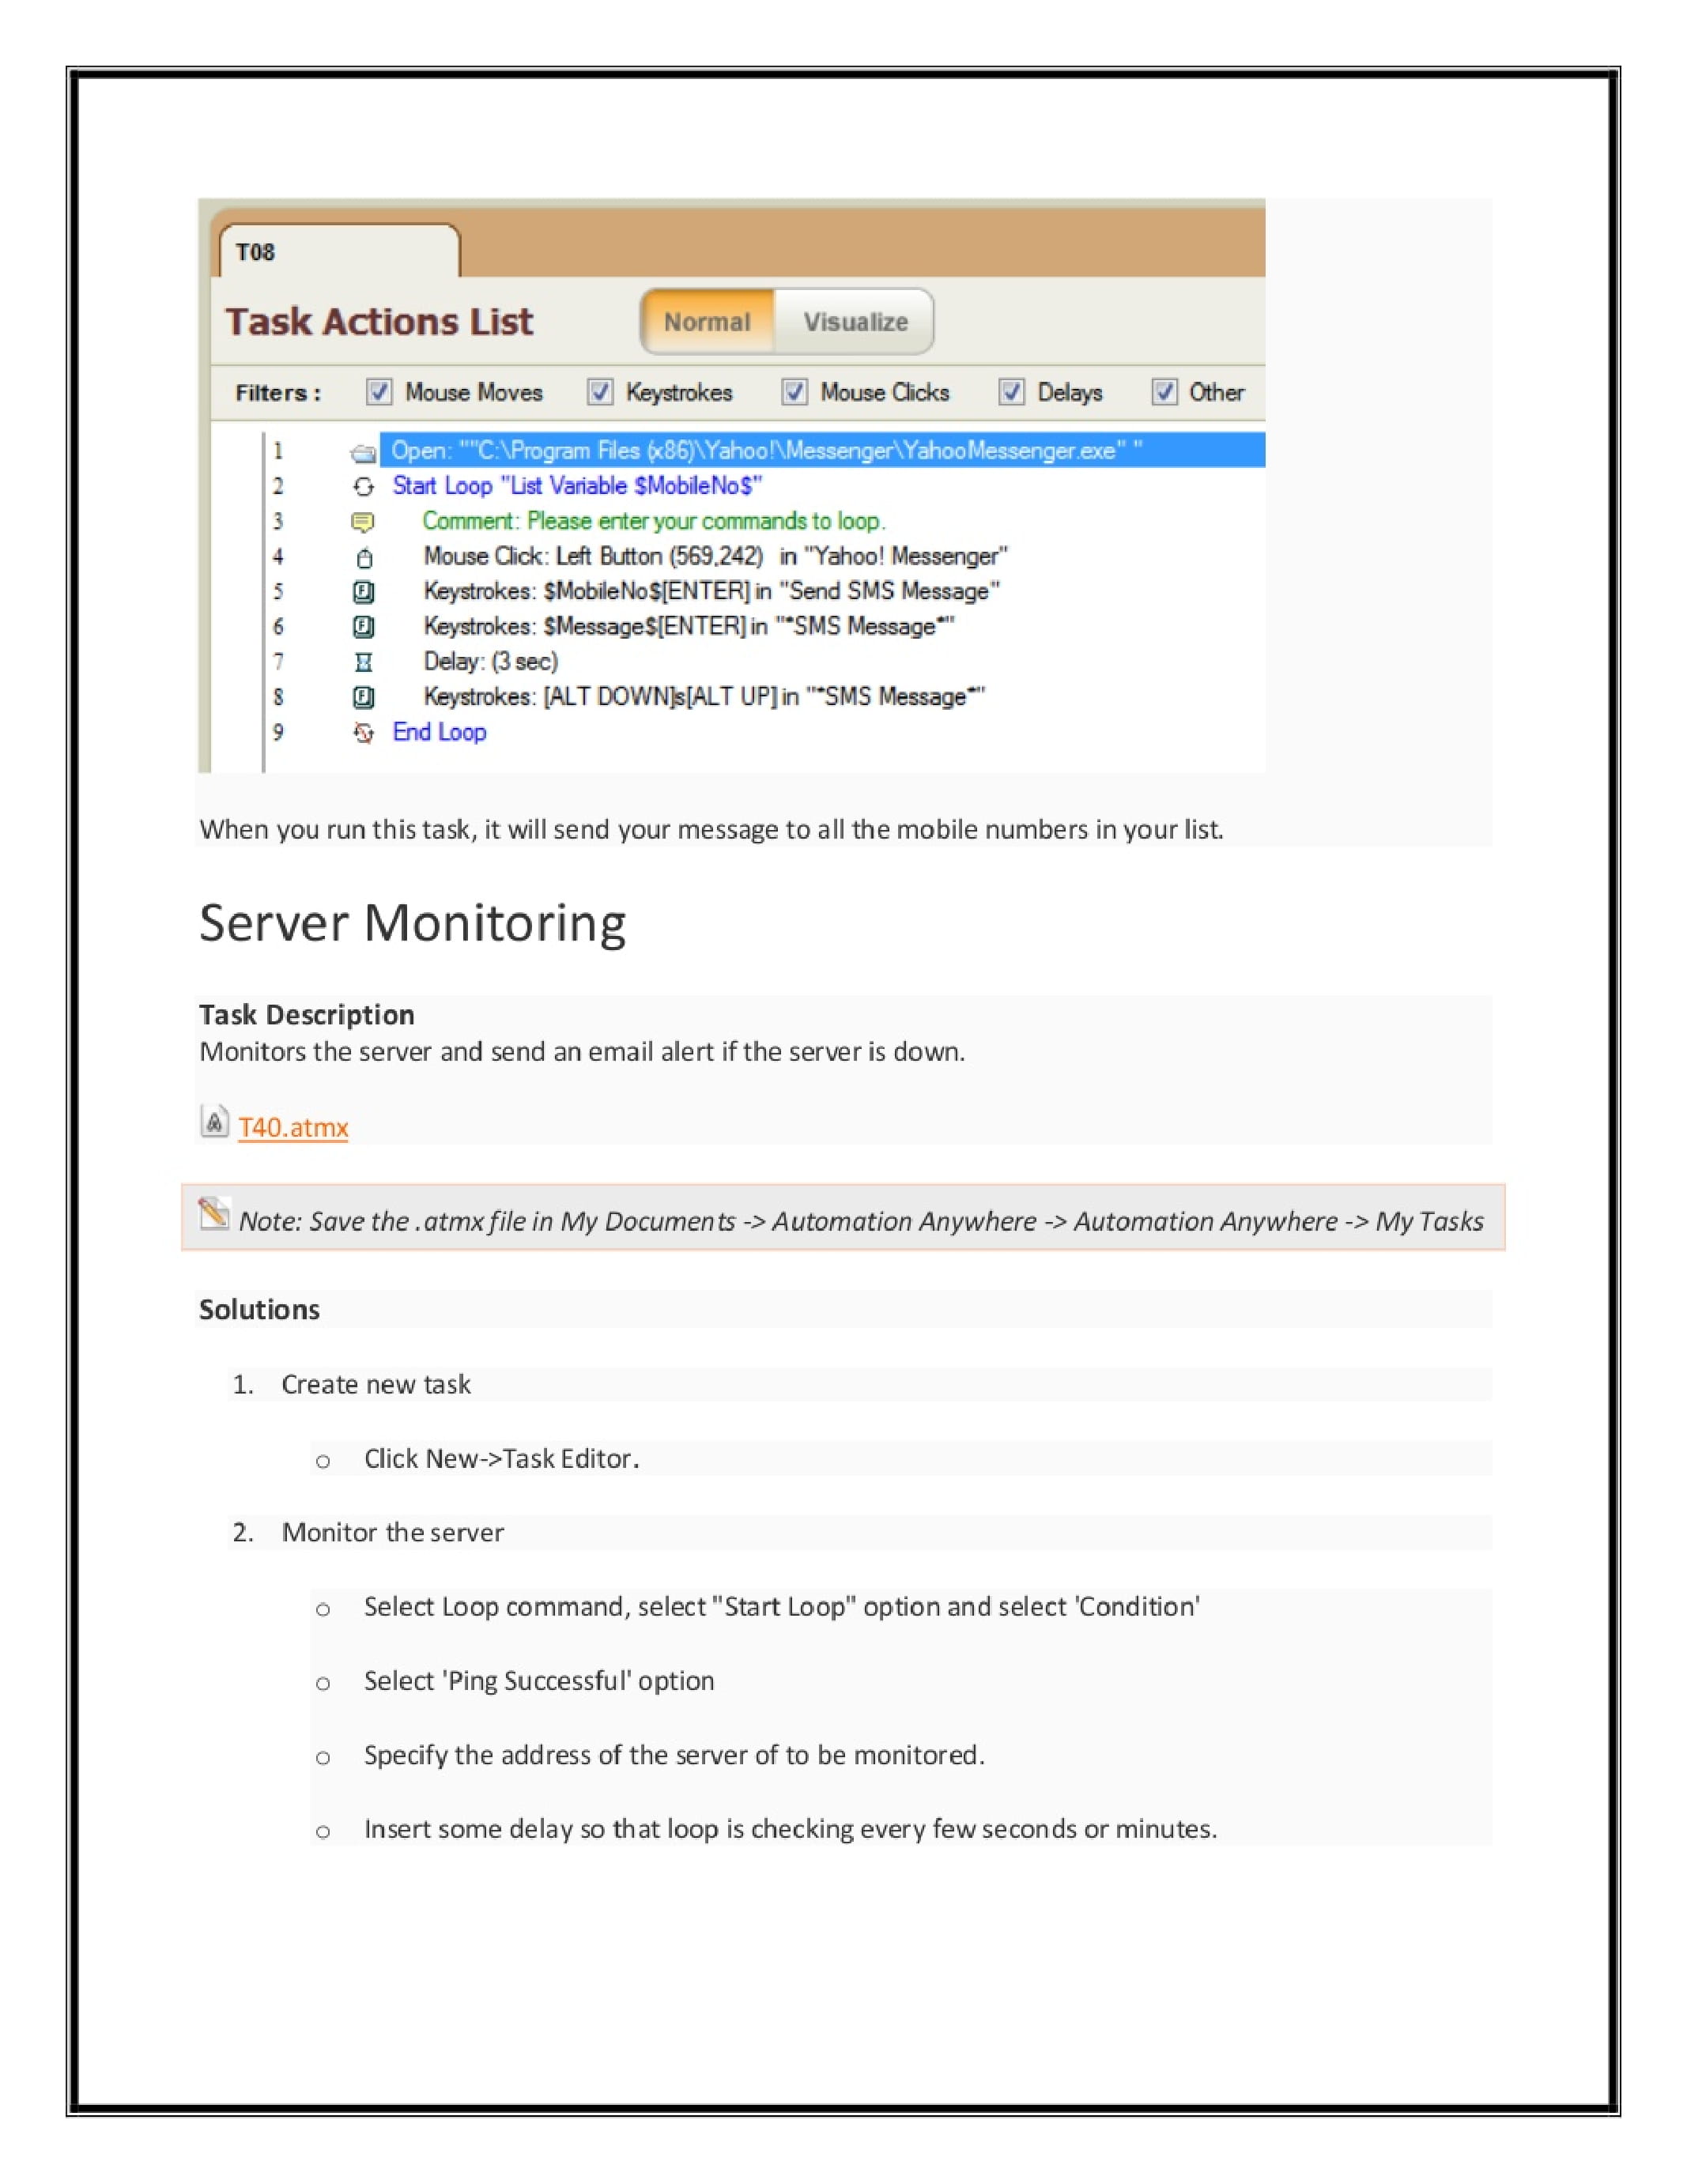 T08
Task Actions List
Normal Visualize
Filters : Mouse Moves Keystrokes Mouse Clicks Delays Other
1 Open: ""C:\Program Files (x86)\Yahoo!\Messenger\YahooMessenger.exe" "
2 Start Loop "List Variable $MobileNo$"
3 Comment: Please enter your commands to loop.
4 Mouse Click: Left Button (569,242) in "Yahoo! Messenger"
5 Keystrokes: $MobileNo$[ENTER] in "Send SMS Message"
6 Keystrokes: $Message$[ENTER] in "*SMS Message*"
7 Delay: (3 sec)
8 Keystrokes: [ALT DOWN]s[ALT UP] in "*SMS Message*"
9 End Loop
When you run this task, it will send your message to all the mobile numbers in your list.
Server Monitoring
Task Description
Monitors the server and send an email alert if the server is down.
T40.atmx
Note: Save the .atmx file in My Documents -> Automation Anywhere -> Automation Anywhere -> My Tasks
Solutions
1. Create new task
o Click New->Task Editor.
2. Monitor the server
o Select Loop command, select "Start Loop" option and select 'Condition'
o Select 'Ping Successful' option
o Specify the address of the server of to be monitored.
o Insert some delay so that loop is checking every few seconds or minutes.